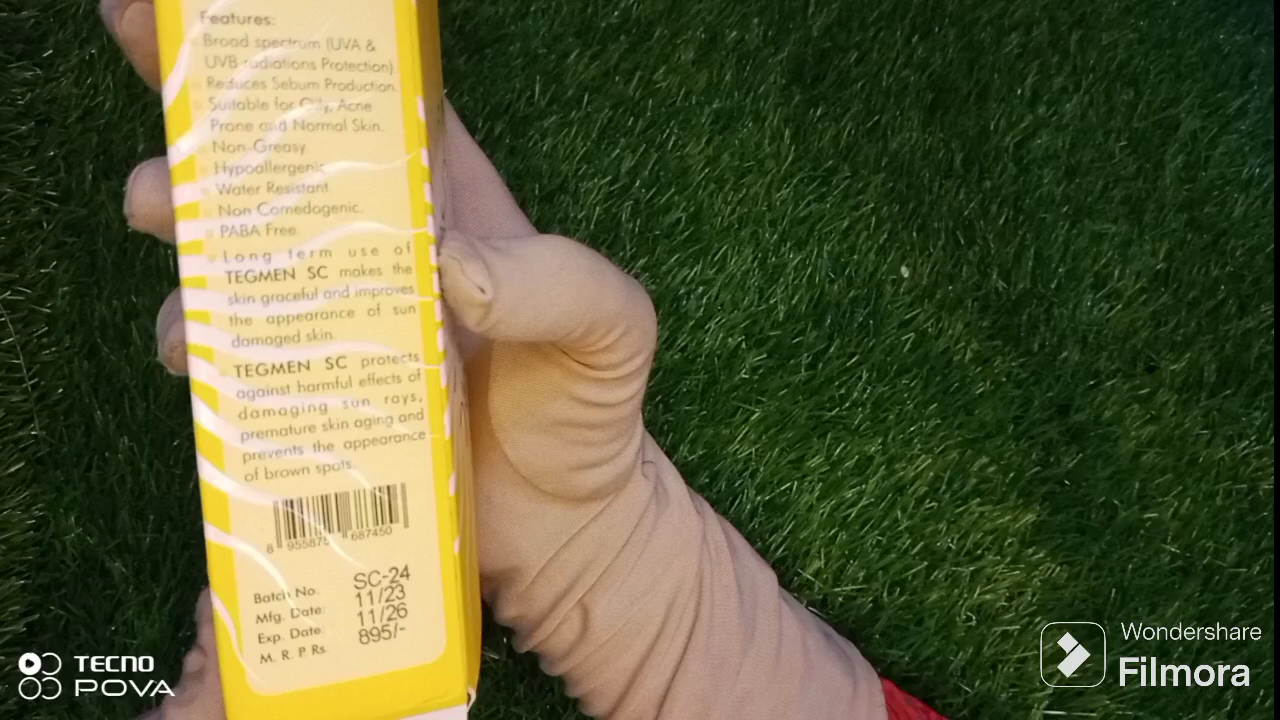 Features:
Broad spectrum (UVA &
UVB radiations Protection)
Reduces Sebum Production.
Suitable for Oily, Acne
Prone and Normal Skin.
Non-Greasy
Hypoallergenic
Water Resistant.
Non Comedogenic.
PABA Free.
Long term use of
TEGMEN SC makes the
skin graceful and improves
the appearance of sun
damaged skin.
TEGMEN SC protects
against harmful effects of
damaging sun rays,
premature skin aging and
prevents the appearance
of brown spots.
8 955875 687450
Batch No. SC-24
Mfg. Date: 11/23
Exp. Date: 11/26
M. R. P Rs. 895/-
TECNO
POVA
Wondershare
Filmora